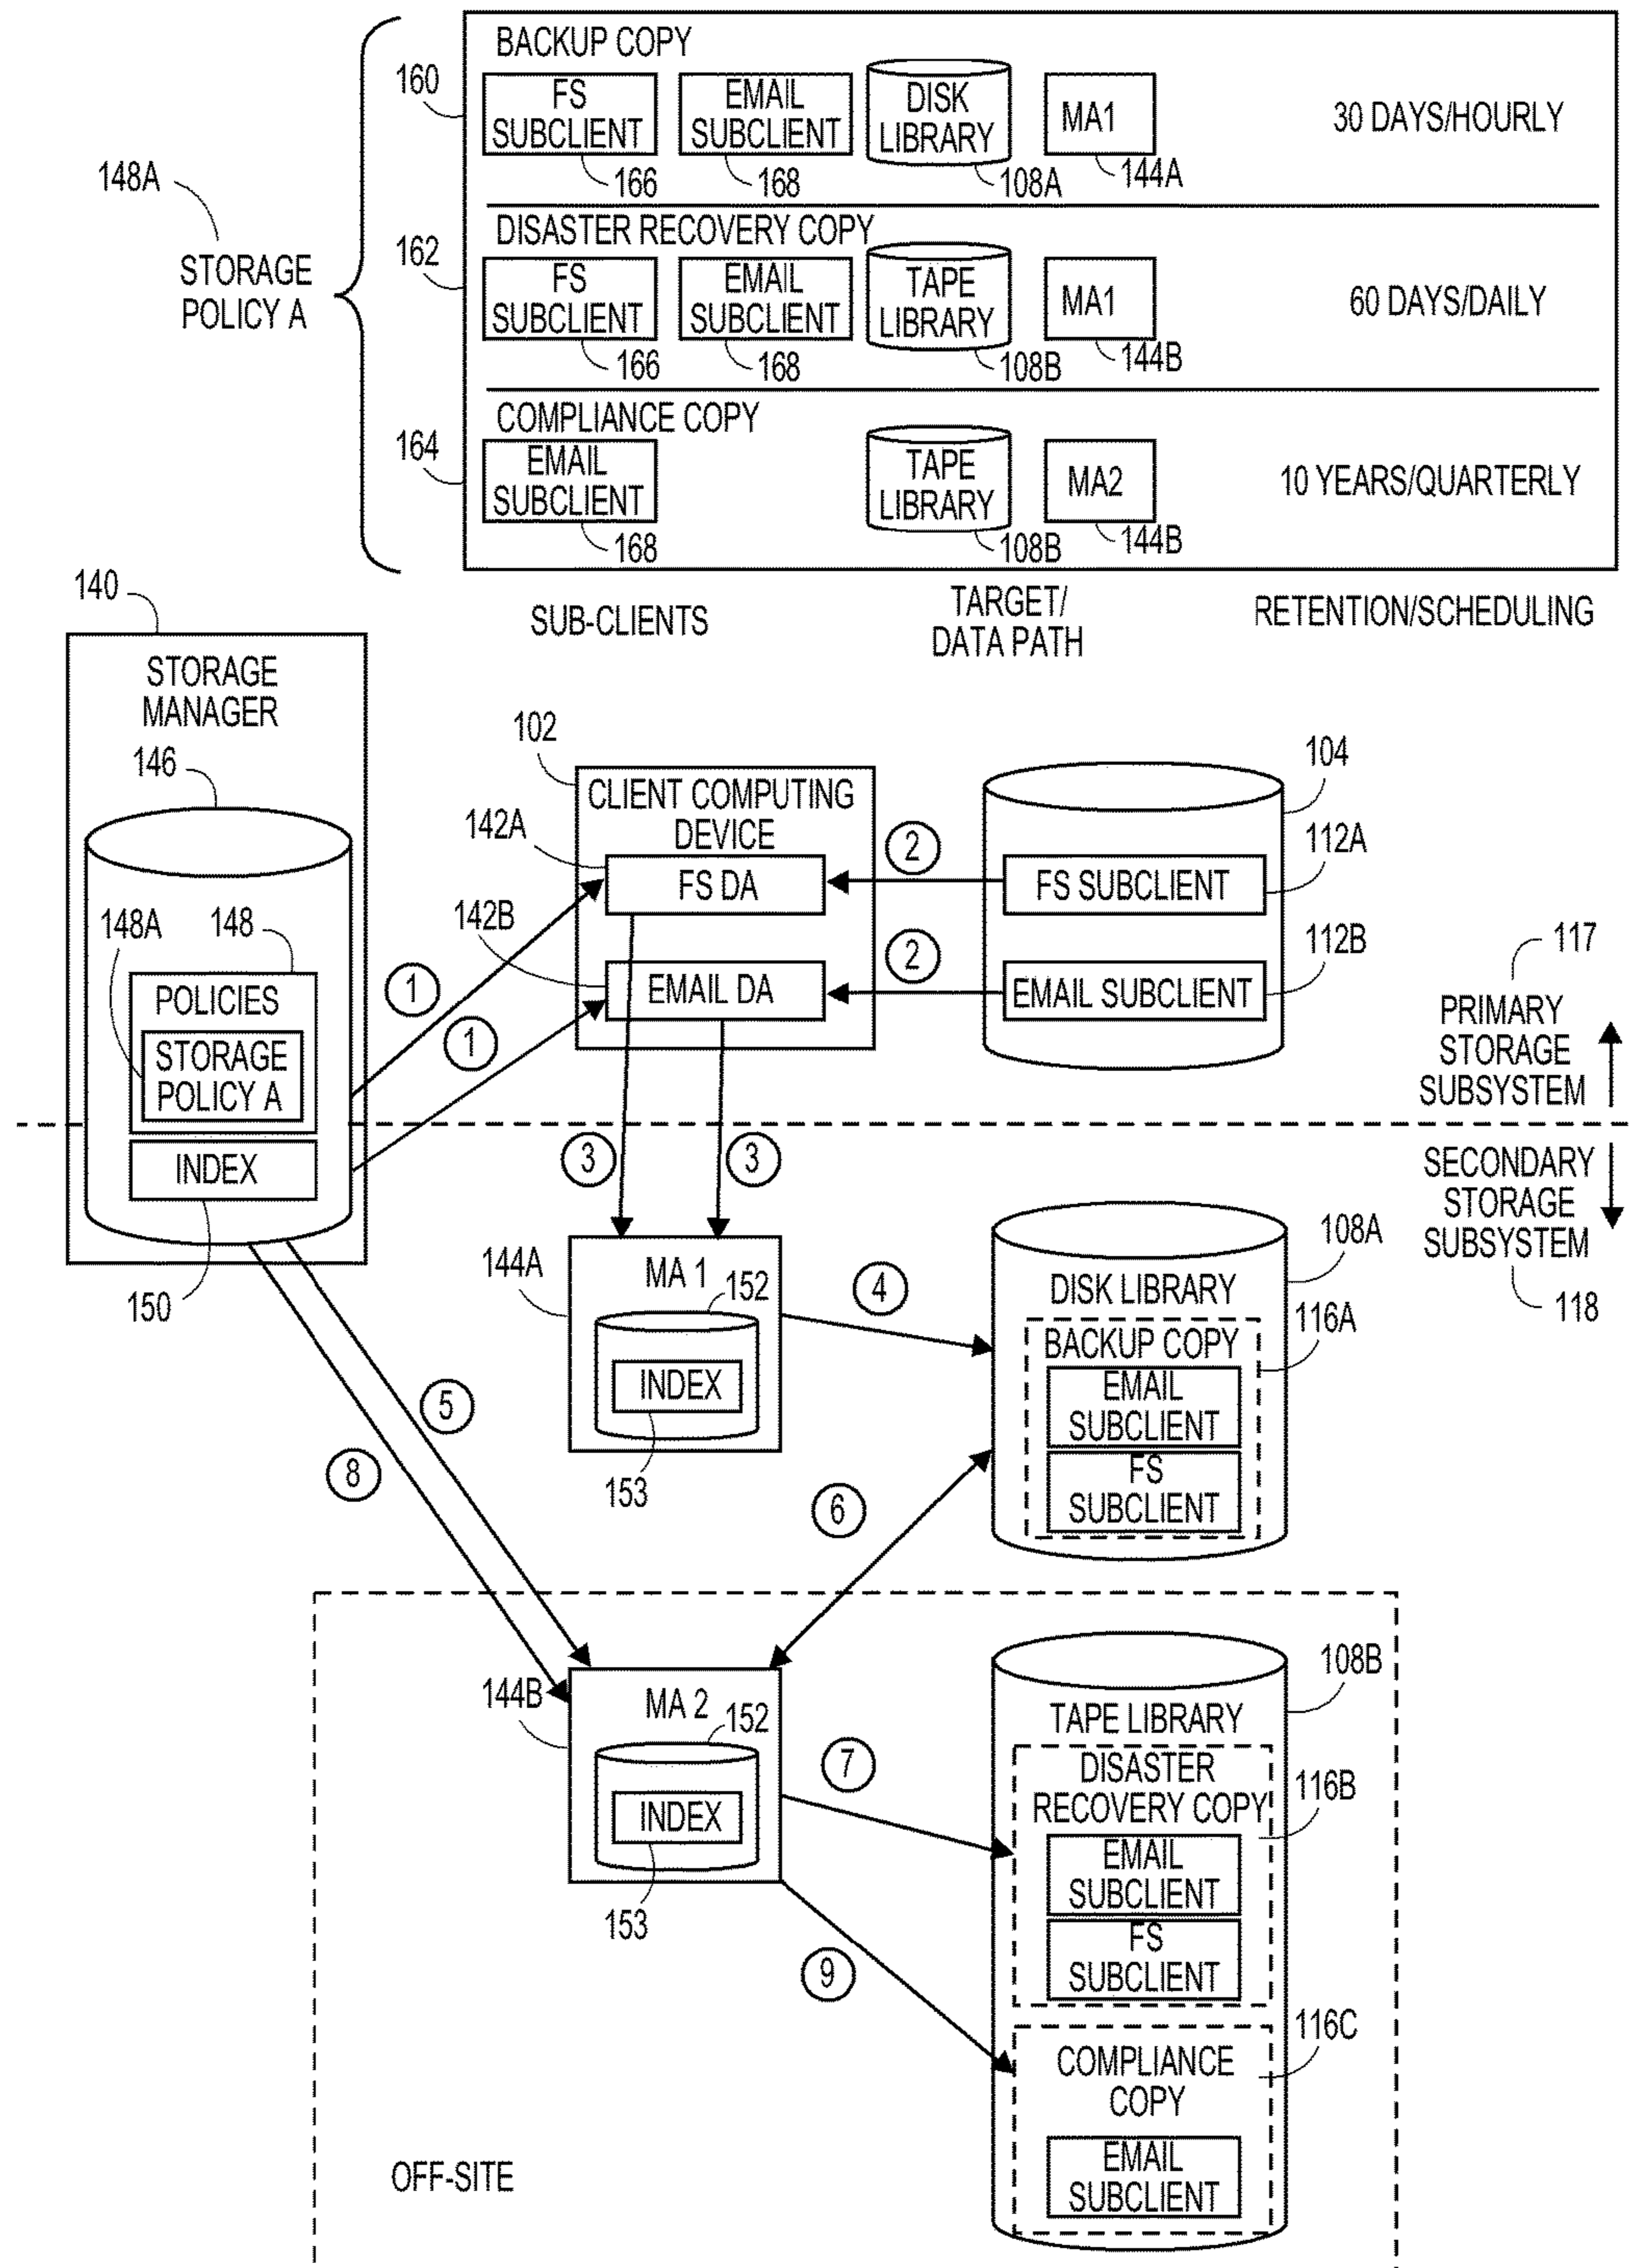 BACKUP COPY
160
FS
SUBCLIENT
166
EMAIL
SUBCLIENT
168
DISK
LIBRARY
108A
MA1
144A
30 DAYS/HOURLY
148A
STORAGE
POLICY A
DISASTER RECOVERY COPY
162
FS
SUBCLIENT
166
EMAIL
SUBCLIENT
168
TAPE
LIBRARY
108B
MA1
144B
60 DAYS/DAILY
COMPLIANCE COPY
164
EMAIL
SUBCLIENT
168
TAPE
LIBRARY
108B
MA2
144B
10 YEARS/QUARTERLY
SUB-CLIENTS
TARGET/
DATA PATH
RETENTION/SCHEDULING
140
STORAGE
MANAGER
146
148A
148
POLICIES
STORAGE
POLICY A
INDEX
150
1
1
102
CLIENT COMPUTING
DEVICE
142A
FS DA
142B
EMAIL DA
2
2
104
FS SUBCLIENT
112A
EMAIL SUBCLIENT
112B
117
PRIMARY
STORAGE
SUBSYSTEM
SECONDARY
STORAGE
SUBSYSTEM
118
3
3
144A
MA 1
152
INDEX
153
4
108A
DISK LIBRARY
116A
BACKUP COPY
EMAIL
SUBCLIENT
FS
SUBCLIENT
5
8
6
144B
MA 2
152
INDEX
153
7
9
108B
TAPE LIBRARY
DISASTER
RECOVERY COPY
116B
EMAIL
SUBCLIENT
FS
SUBCLIENT
116C
COMPLIANCE
COPY
EMAIL
SUBCLIENT
OFF-SITE